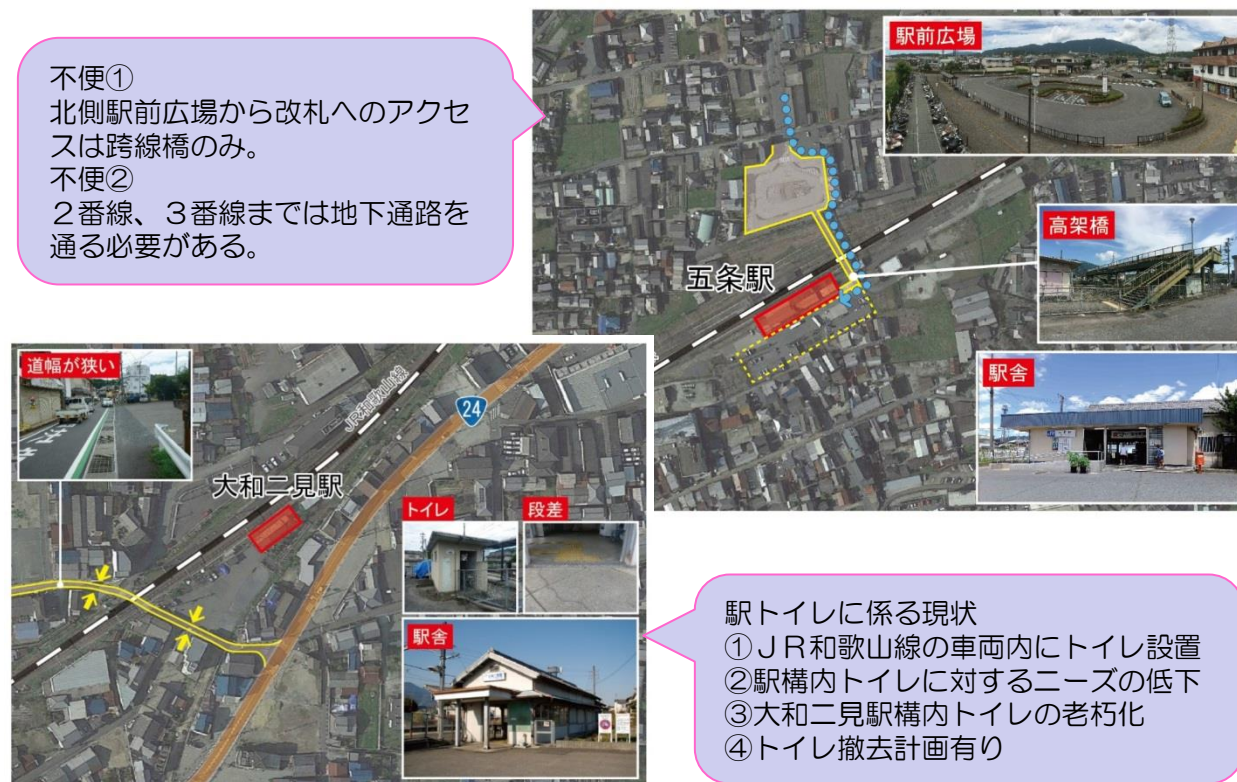 不便①
北側駅前広場から改札へのアクセ
スは跨線橋のみ。
不便②
２番線、３番線までは地下通路を
通る必要がある。
駅前広場
高架橋
五条駅
駅舎
道幅が狭い
JR和歌山線
24
大和二見駅
トイレ
段差
駅舎
駅トイレに係る現状
①ＪＲ和歌山線の車両内にトイレ設置
②駅構内トイレに対するニーズの低下
③大和二見駅構内トイレの老朽化
④トイレ撤去計画有り